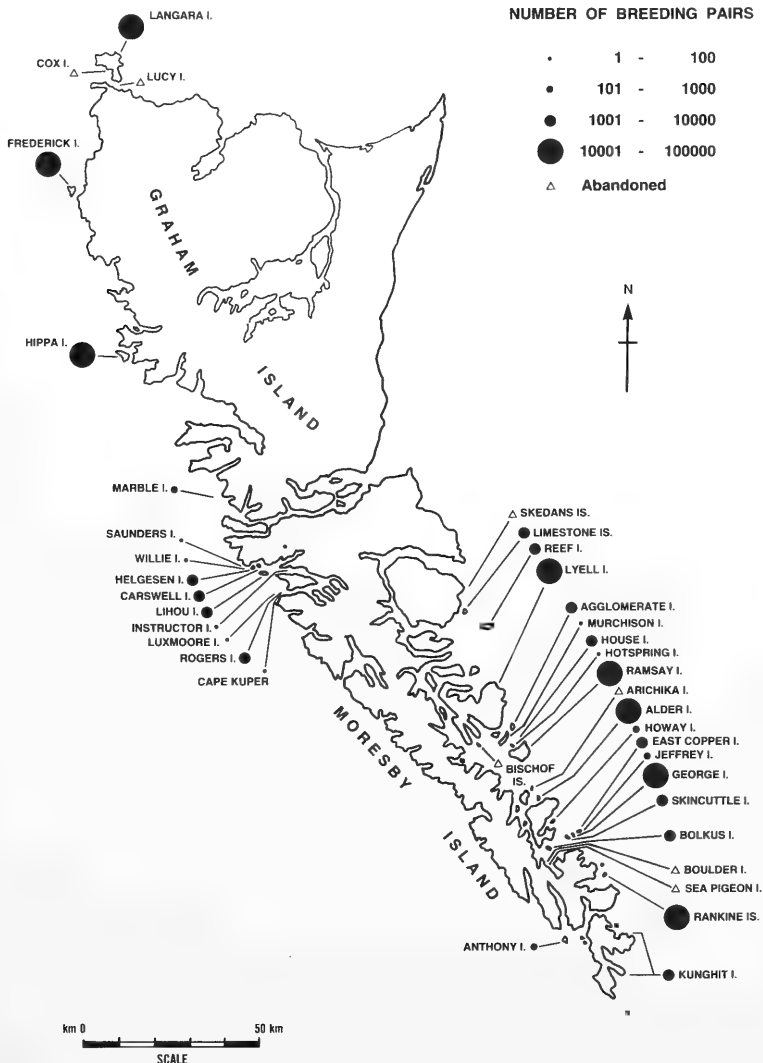 NUMBER OF BREEDING PAIRS
1 - 100
101 - 1000
1001 - 10000
10001 - 100000
Abandoned
N
LANGARA I.
COX I.
LUCY I.
FREDERICK I.
GRAHAM
ISLAND
HIPPA I.
MARBLE I.
SAUNDERS I.
WILLIE I.
HELGESEN I.
CARSWELL I.
LIHOU I.
INSTRUCTOR I.
LUXMOORE I.
ROGERS I.
CAPE KUPER
MORESBY
ISLAND
SKEDANS IS.
LIMESTONE IS.
REEF I.
LYELL I.
AGGLOMERATE I.
MURCHISON I.
HOUSE I.
HOTSPRING I.
RAMSAY I.
ARICHIKA I.
ALDER I.
HOWAY I.
EAST COPPER I.
JEFFREY I.
GEORGE I.
SKINCUTTLE I.
BOLKUS I.
BOULDER I.
SEA PIGEON I.
RANKINE IS.
KUNGHIT I.
BISCHOF
IS.
ANTHONY I.
km 0 50 km
SCALE